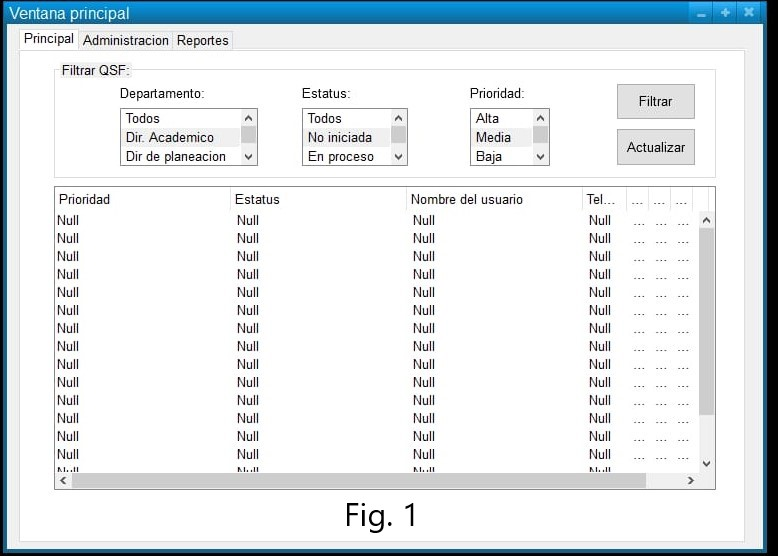 Ventana principal
Principal Administracion Reportes
Filtrar QSF:
Departamento: Estatus: Prioridad:
Todos Todos Alta Filtrar
Dir. Academico No iniciada Media
Dir de planeacion En proceso Baja Actualizar
Prioridad Estatus Nombre del usuario Tel... ... ... ...
Null Null Null Null ... ... ...
Null Null Null Null ... ... ...
Null Null Null Null ... ... ...
Null Null Null Null ... ... ...
Null Null Null Null ... ... ...
Null Null Null Null ... ... ...
Null Null Null Null ... ... ...
Null Null Null Null ... ... ...
Null Null Null Null ... ... ...
Null Null Null Null ... ... ...
Null Null Null Null ... ... ...
Null Null Null Null ... ... ...
Null Null Null Null ... ... ...
Null Null Null Null ... ... ...
Null Null Null Null
Fig. 1